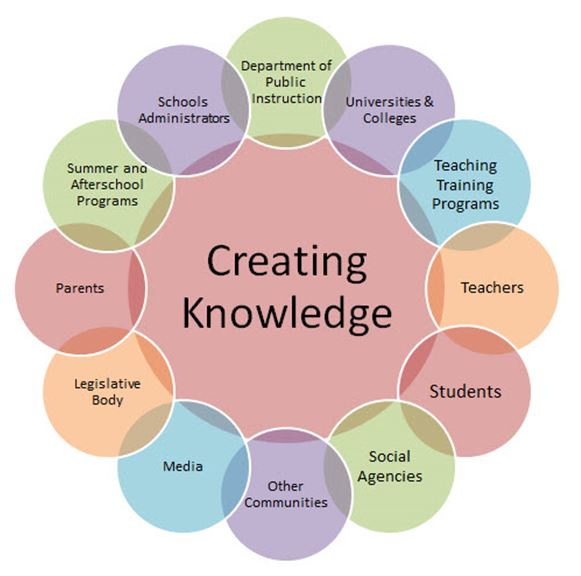 Creating
Knowledge
Department of
Public
Instruction
Universities &
Colleges
Teaching
Training
Programs
Teachers
Students
Social
Agencies
Other
Communities
Media
Legislative
Body
Parents
Summer and
Afterschool
Programs
Schools
Administrators